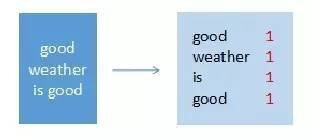 good
weather
is good
good 1
weather 1
is 1
good 1